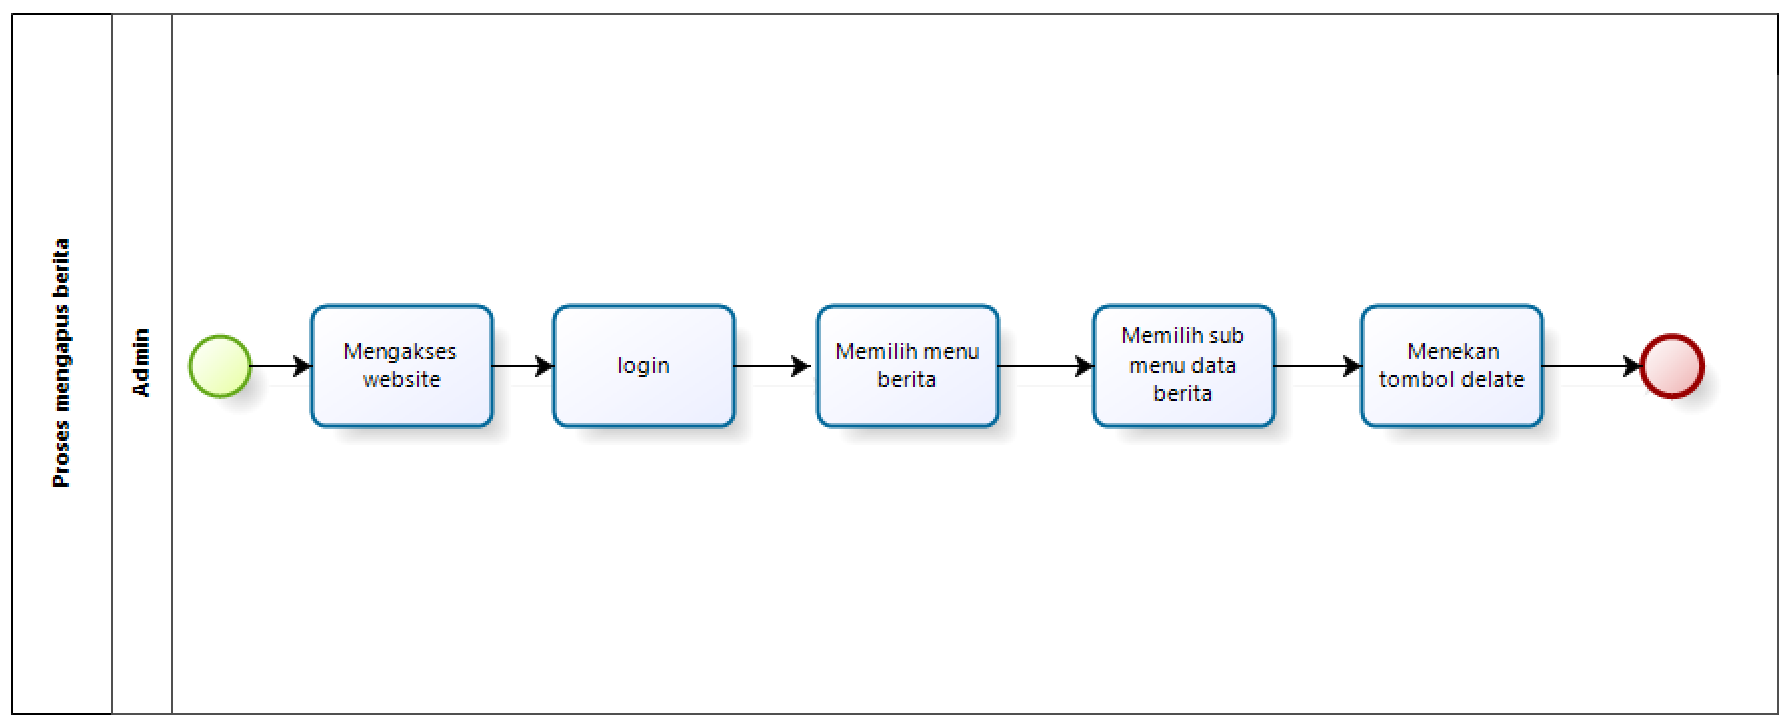 Proses mengapus berita
Admin
Mengakses
website
login
Memilih menu
berita
Memilih sub
menu data
berita
Menekan
tombol delate